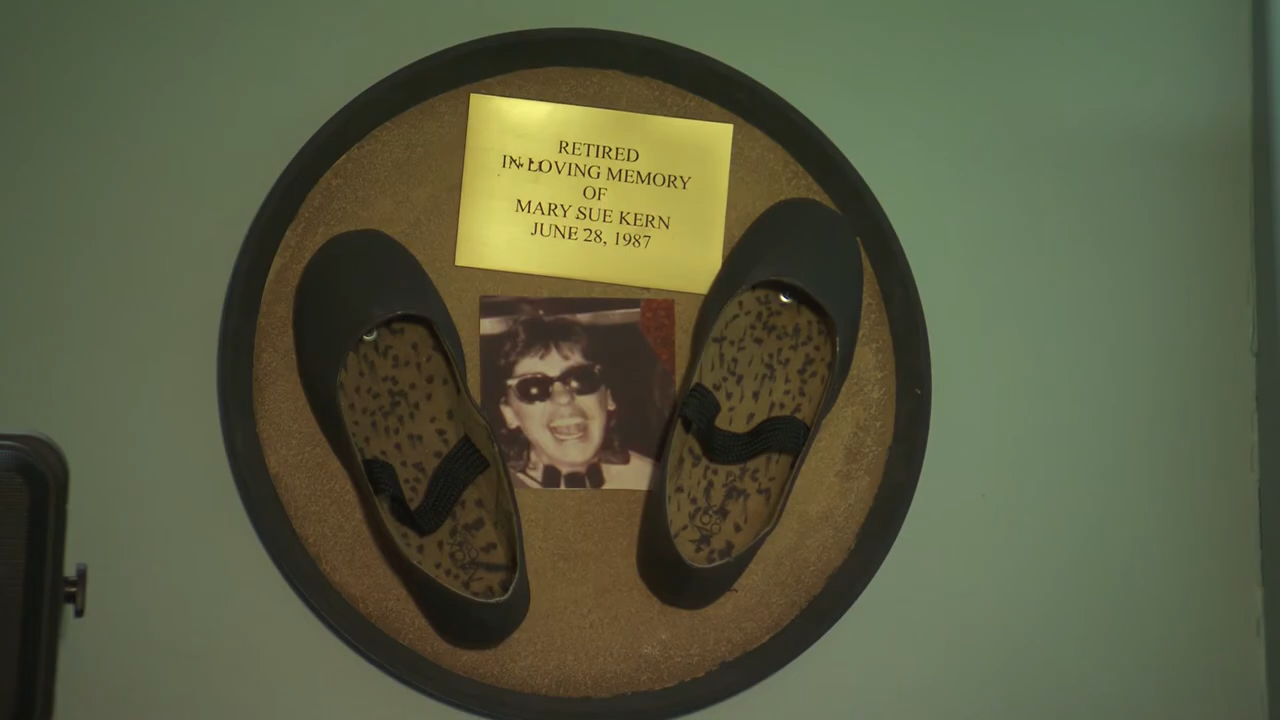 RETIRED
IN LOVING MEMORY
OF
MARY SUE KERN
JUNE 28, 1987